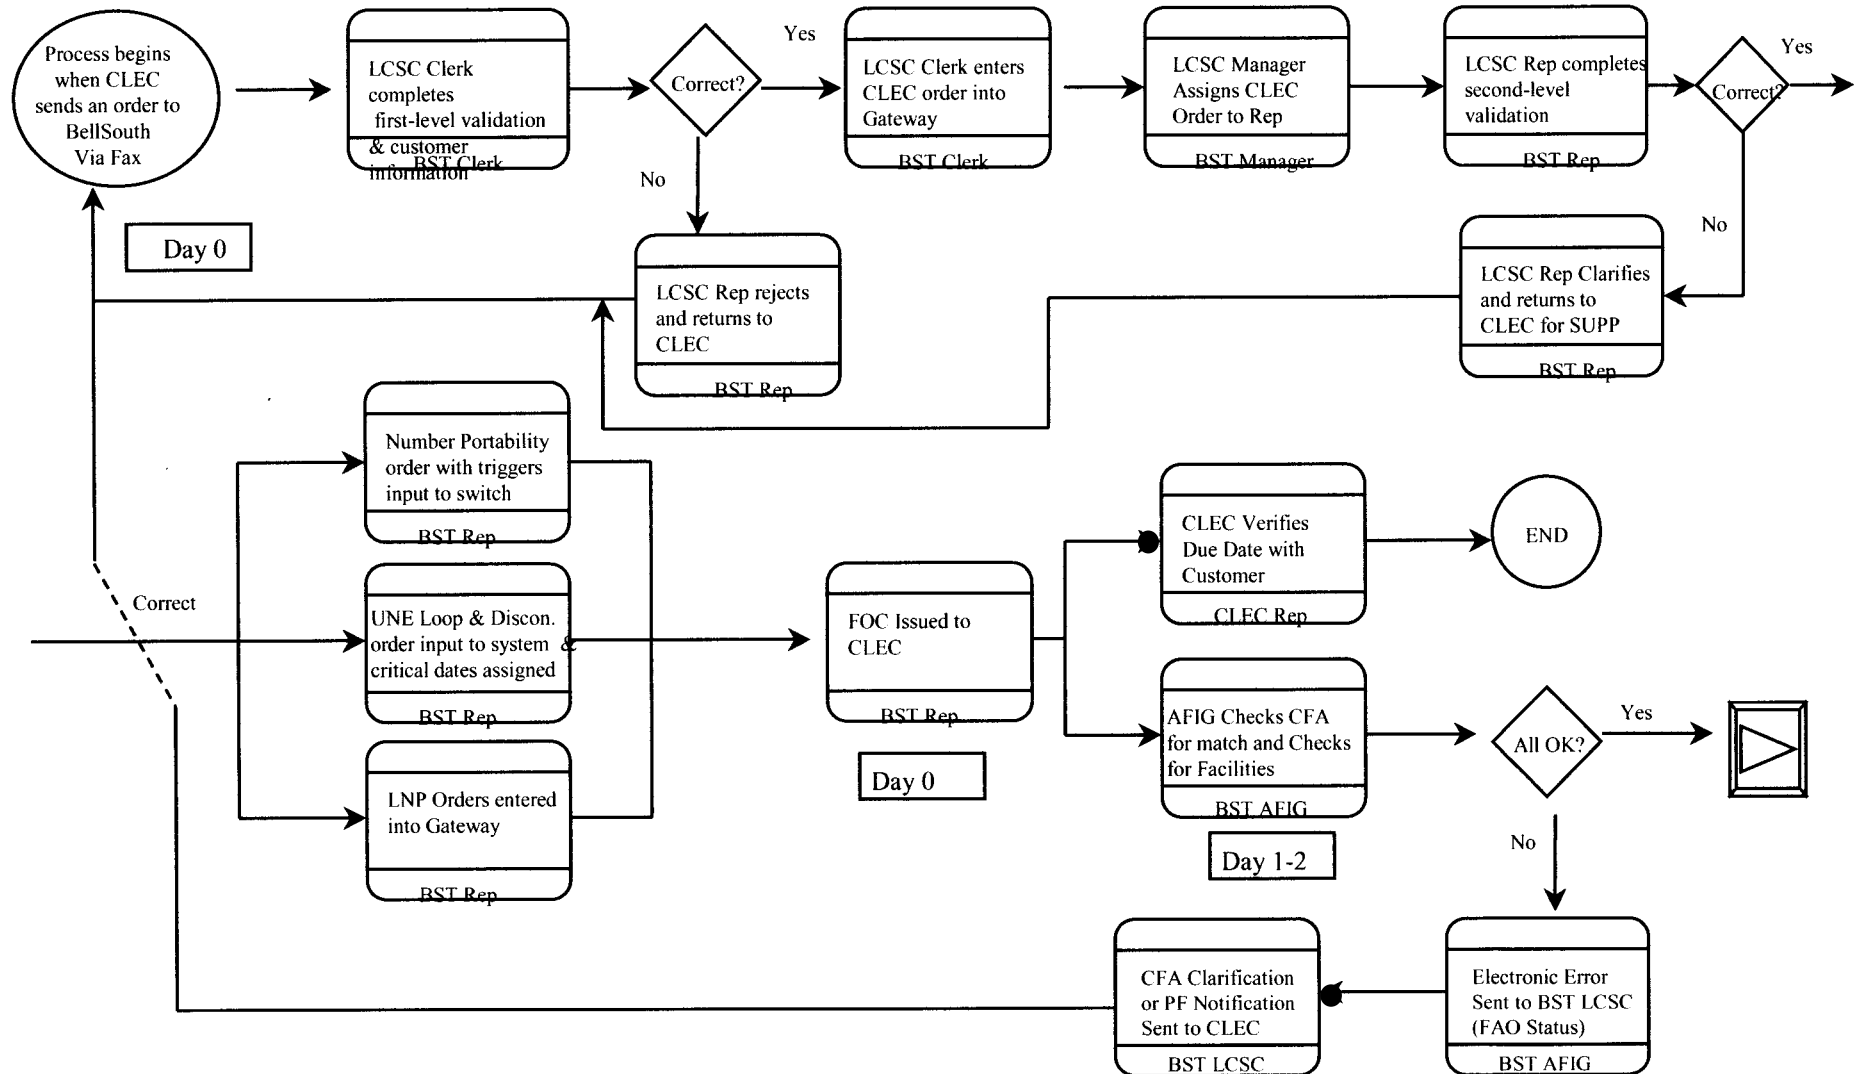 Process begins
when CLEC
sends an order to
BellSouth
Via Fax
LCSC Clerk
completes
first-level validation
& customer
information
BST Clerk
Correct?
Yes
No
LCSC Clerk enters
CLEC order into
Gateway
BST Clerk
LCSC Manager
Assigns CLEC
Order to Rep
BST Manager
LCSC Rep completes
second-level
validation
BST Rep
Correct?
Yes
No
Day 0
LCSC Rep rejects
and returns to
CLEC
BST Rep
LCSC Rep Clarifies
and returns to
CLEC for SUPP
BST Rep
Number Portability
order with triggers
input to switch
BST Rep
Correct
UNE Loop & Discon.
order input to system &
critical dates assigned
BST Rep
LNP Orders entered
into Gateway
BST Rep
FOC Issued to
CLEC
BST Rep
Day 0
CLEC Verifies
Due Date with
Customer
CLEC Rep
END
AFIG Checks CFA
for match and Checks
for Facilities
BST AFIG
Day 1-2
All OK?
Yes
No
CFA Clarification
or PF Notification
Sent to CLEC
BST LCSC
Electronic Error
Sent to BST LCSC
(FAO Status)
BST AFIG